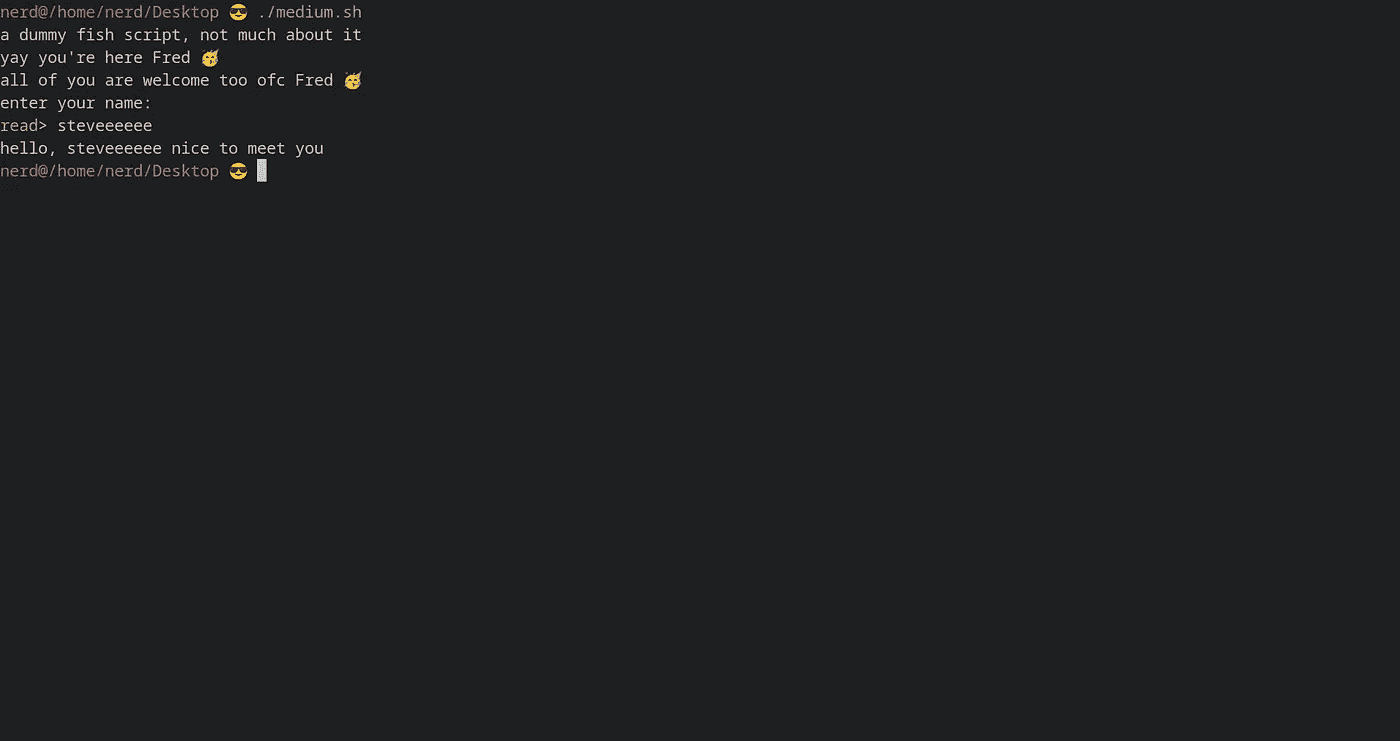 nerd@/home/nerd/Desktop 😎 ./medium.sh
a dummy fish script, not much about it
yay you're here Fred 🥳
all of you are welcome too ofc Fred 🥳
enter your name:
read> steveeeeee
hello, steveeeeee nice to meet you
nerd@/home/nerd/Desktop 😎